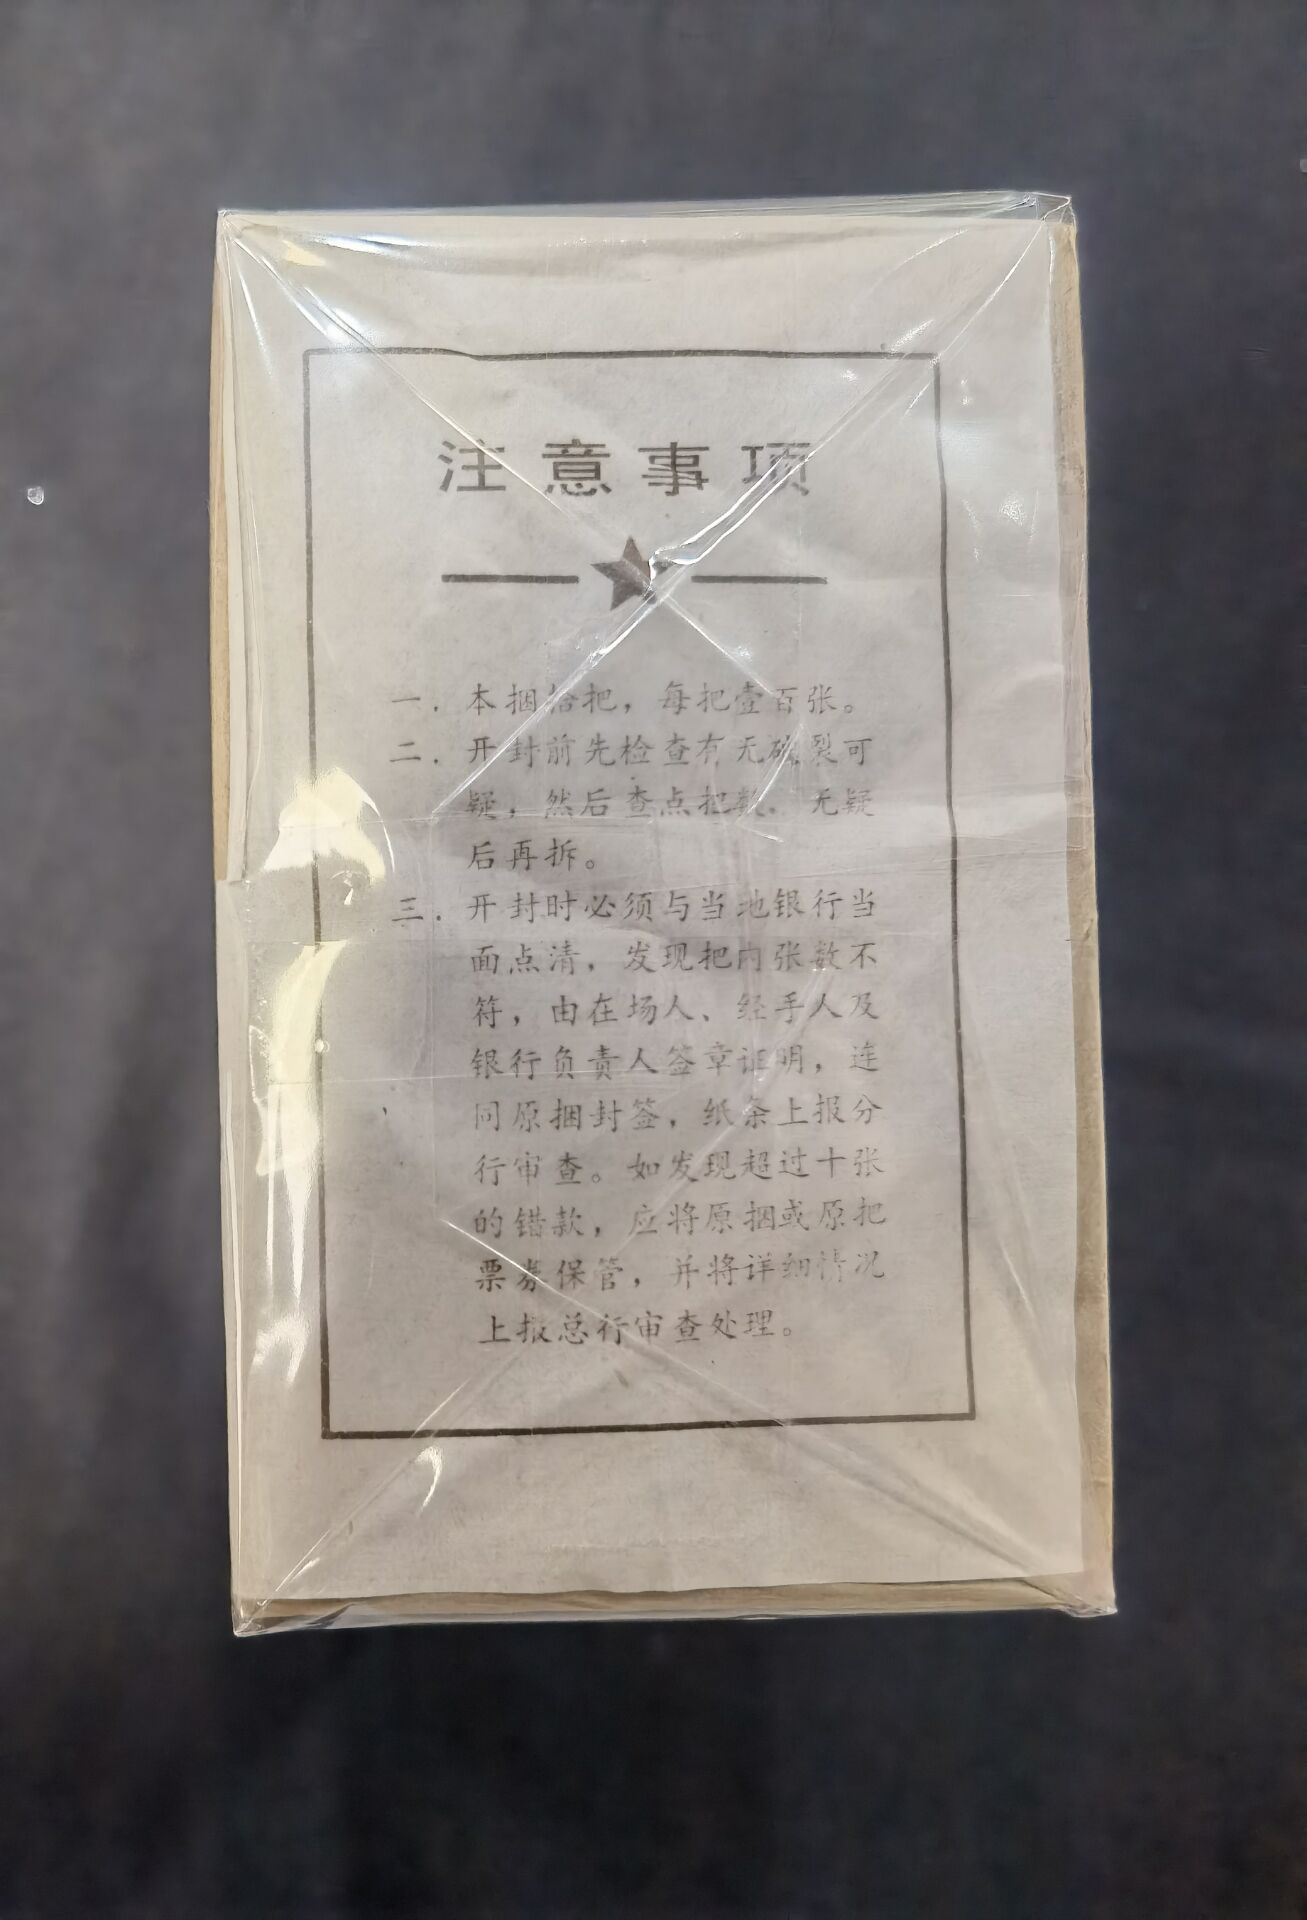 注意事项
一．本捆拾把，每把壹百张。
二．开封前先检查有无破裂可
疑，然后查点把数。无疑
后再拆。
三．开封时必须与当地银行当
面点清，发现把内张数不
符，由在场人、经手人及
银行负责人签章证明，连
同原捆封签，纸条上报分
行审查。如发现超过十张
的错款，应将原捆或原把
票券保管，并将详细情况
上报总行审查处理。